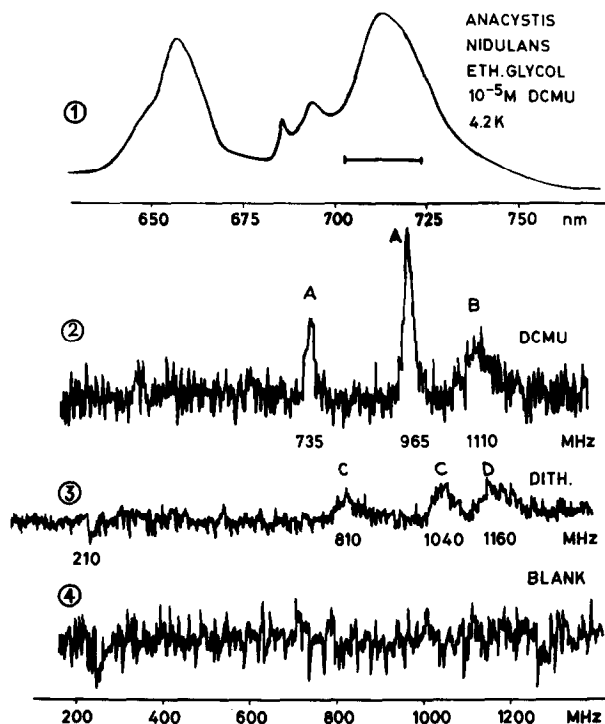 ANACYSTIS
NIDULANS
ETH. GLYCOL
10⁻⁵M DCMU
4.2K
①
650 675 700 725 750 nm
A
A
B
②
DCMU
735 965 1110 MHz
C C D DITH.
③
210
810 1040 1160 MHz
BLANK
④
200 400 600 800 1000 1200 MHz